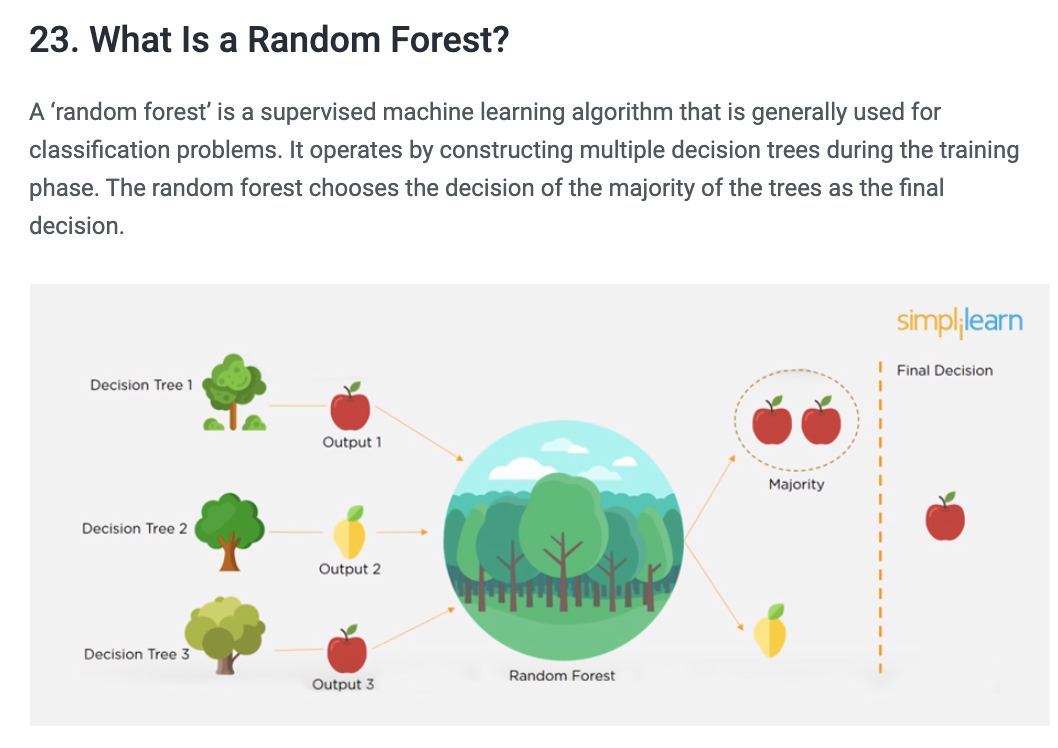 23. What Is a Random Forest?
A ‘random forest’ is a supervised machine learning algorithm that is generally used for
classification problems. It operates by constructing multiple decision trees during the training
phase. The random forest chooses the decision of the majority of the trees as the final
decision.
simplilearn
Decision Tree 1
Output 1
Decision Tree 2
Output 2
Decision Tree 3
Output 3
Random Forest
Majority
Final Decision